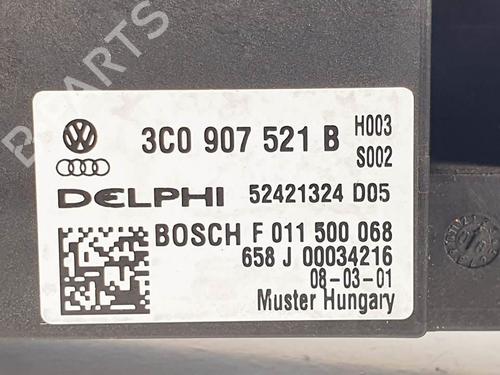 B PARTS
3C0 907 521 B
H003
S002
DELPHI 52421324 D05
BOSCH F 011 500 068
658 J 00034216
08-03-01
Muster Hungary